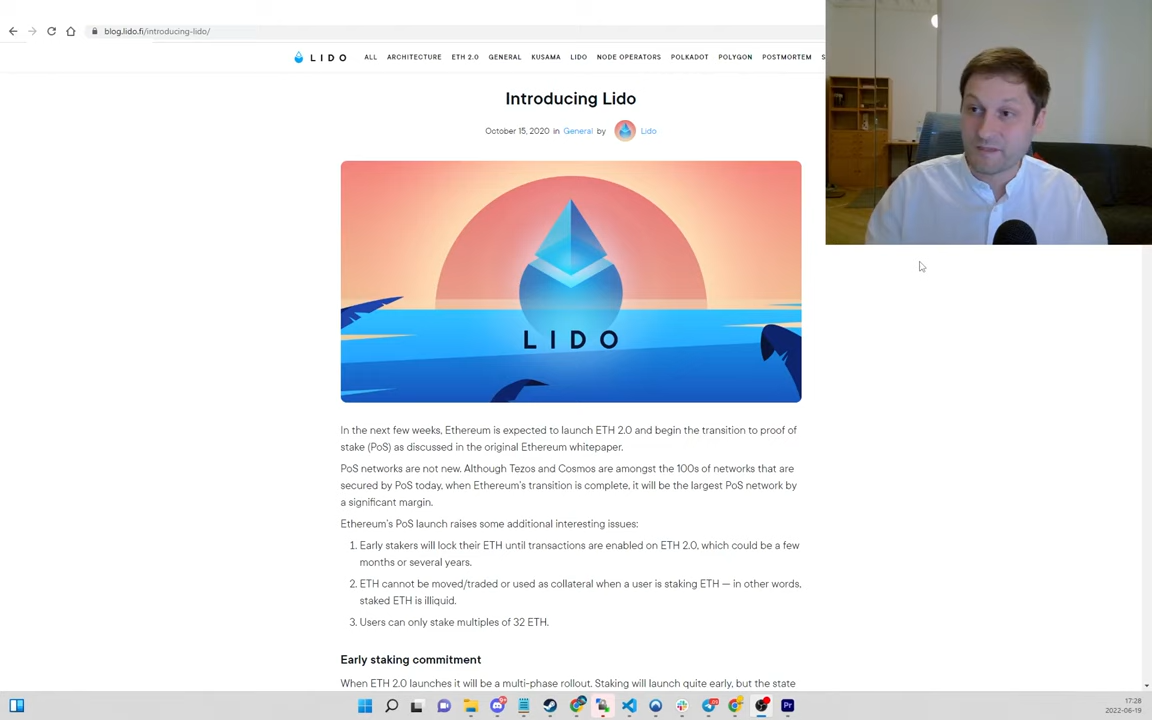 blog.lido.fi/introducing-lido/
LIDO ALL ARCHITECTURE ETH 2.0 GENERAL KUSAMA LIDO NODE OPERATORS POLKADOT POLYGON POSTMORTEM S
Introducing Lido
October 15, 2020 in General by Lido
LIDO
In the next few weeks, Ethereum is expected to launch ETH 2.0 and begin the transition to proof of
stake (PoS) as discussed in the original Ethereum whitepaper.
PoS networks are not new. Although Tezos and Cosmos are amongst the 100s of networks that are
secured by PoS today, when Ethereum's transition is complete, it will be the largest PoS network by
a significant margin.
Ethereum's PoS launch raises some additional interesting issues:
1. Early stakers will lock their ETH until transactions are enabled on ETH 2.0, which could be a few
months or several years.
2. ETH cannot be moved/traded or used as collateral when a user is staking ETH — in other words,
staked ETH is illiquid.
3. Users can only stake multiples of 32 ETH.
Early staking commitment
When ETH 2.0 launches it will be a multi-phase rollout. Staking will launch quite early, but the state
17:28
2022-06-19